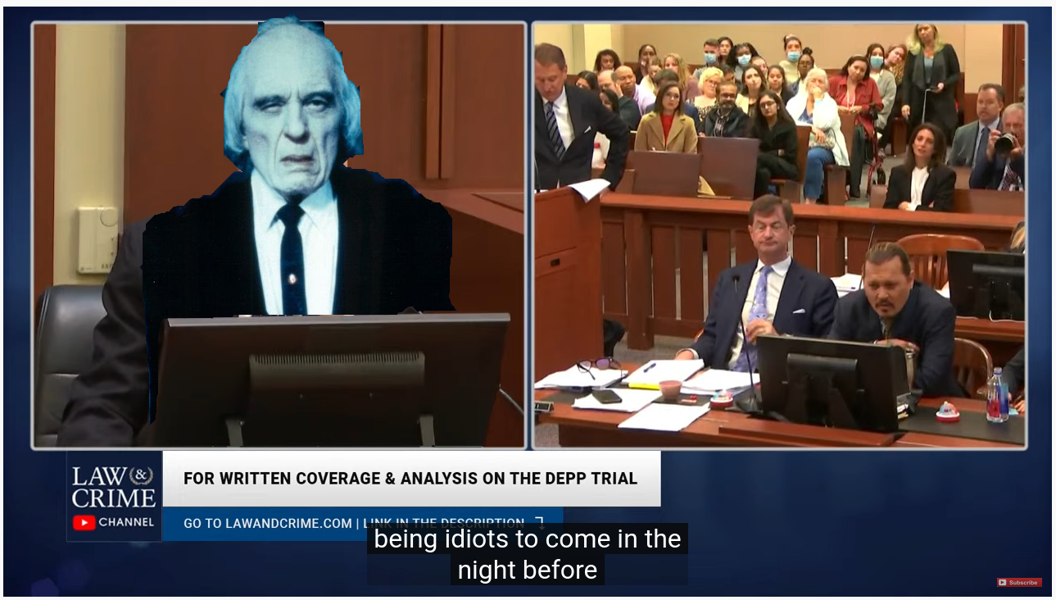 LAW &
CRIME
CHANNEL
FOR WRITTEN COVERAGE & ANALYSIS ON THE DEPP TRIAL
GO TO LAWANDCRIME.COM | LINK IN THE DESCRIPTION
being idiots to come in the
night before
Subscribe